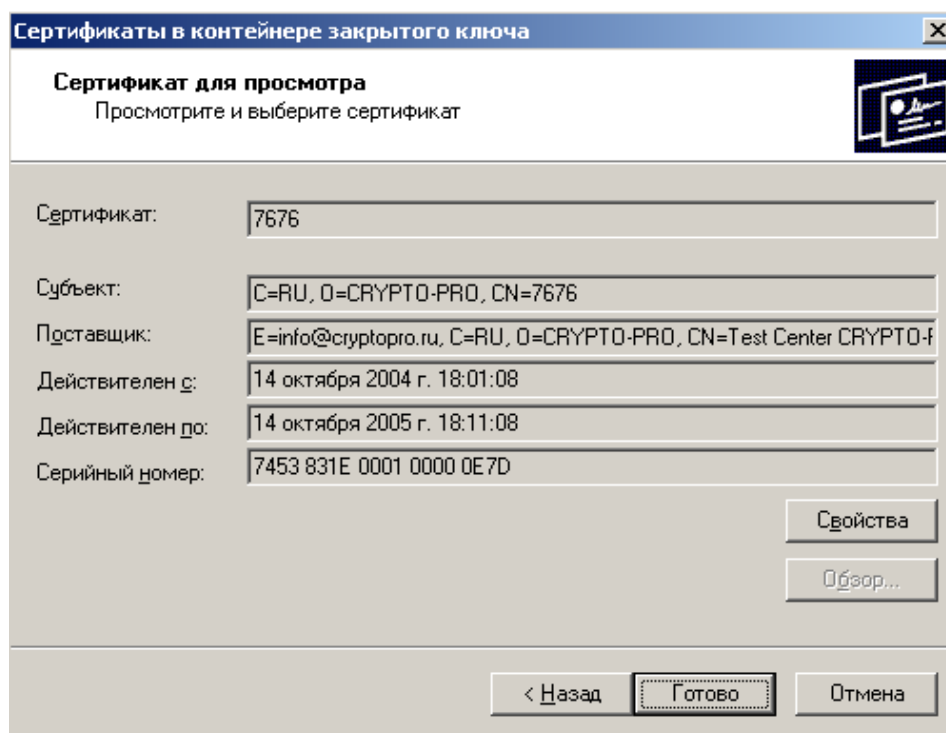 Сертификаты в контейнере закрытого ключа
Сертификат для просмотра
Просмотрите и выберите сертификат
Сертификат: 7676
Субъект: C=RU, O=CRYPTO-PRO, CN=7676
Поставщик: E=info@cryptopro.ru, C=RU, O=CRYPTO-PRO, CN=Test Center CRYPTO-
Действителен с: 14 октября 2004 г. 18:01:08
Действителен по: 14 октября 2005 г. 18:11:08
Серийный номер: 7453 831E 0001 0000 0E7D
Свойства
Обзор...
< Назад Готово Отмена